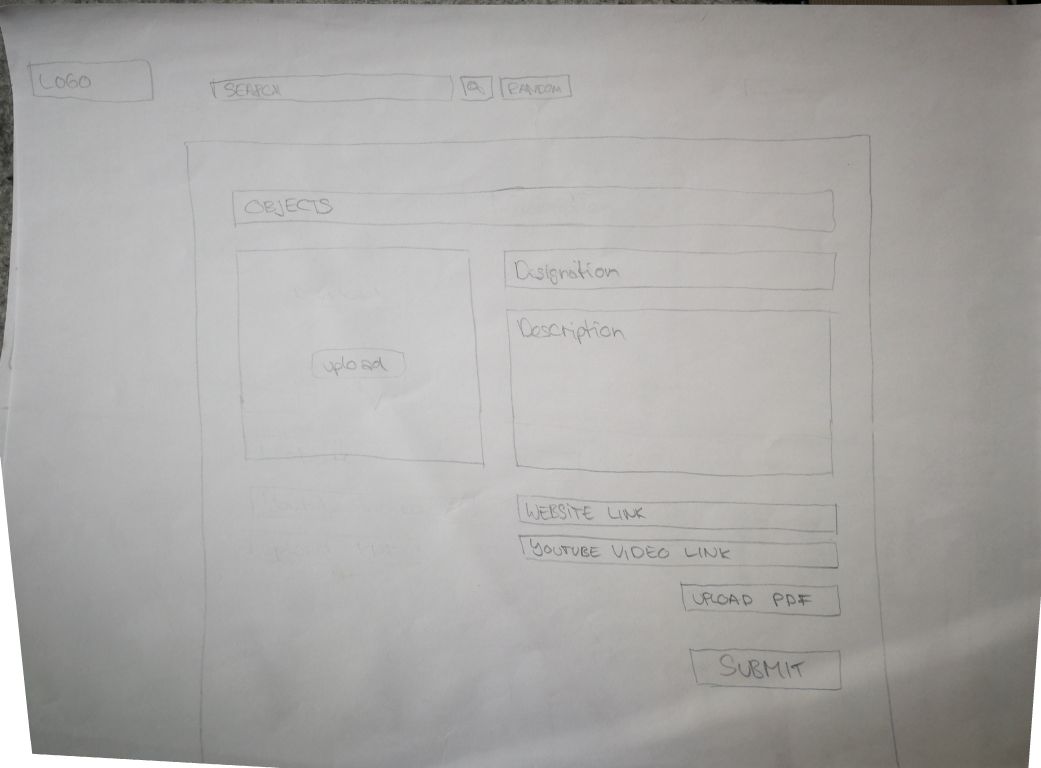 LOGO
SEARCH
RANDOM
OBJECTS
Designation
Description
upload
WEBSITE LINK
YOUTUBE VIDEO LINK
UPLOAD PDF
SUBMIT